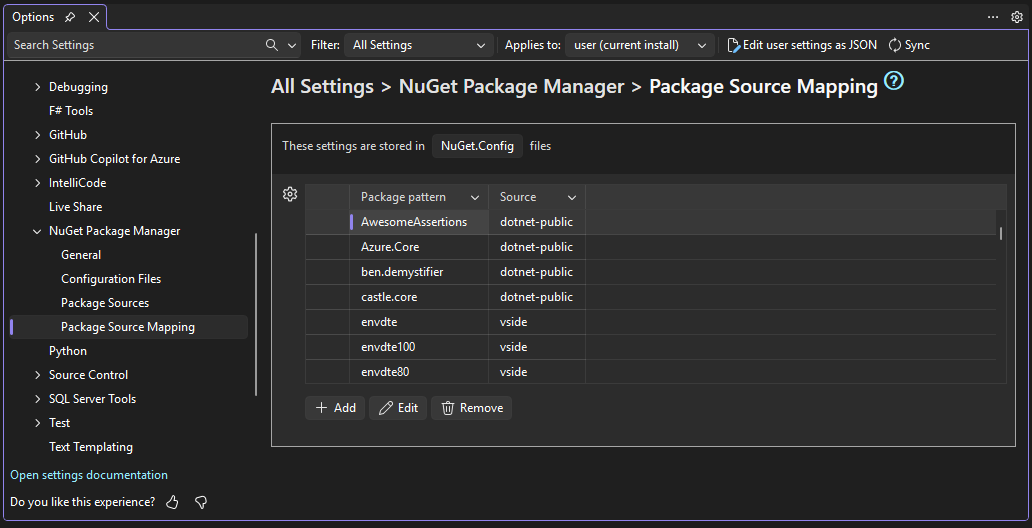 Options
Search Settings
Filter: All Settings
Applies to: user (current install)
Edit user settings as JSON
Sync
Debugging
F# Tools
GitHub
GitHub Copilot for Azure
IntelliCode
Live Share
NuGet Package Manager
General
Configuration Files
Package Sources
Package Source Mapping
Python
Source Control
SQL Server Tools
Test
Text Templating
Open settings documentation
Do you like this experience?
All Settings > NuGet Package Manager > Package Source Mapping ?
These settings are stored in NuGet.Config files
Package pattern Source
AwesomeAssertions dotnet-public
Azure.Core dotnet-public
ben.demystifier dotnet-public
castle.core dotnet-public
envdte vside
envdte100 vside
envdte80 vside
Add Edit Remove